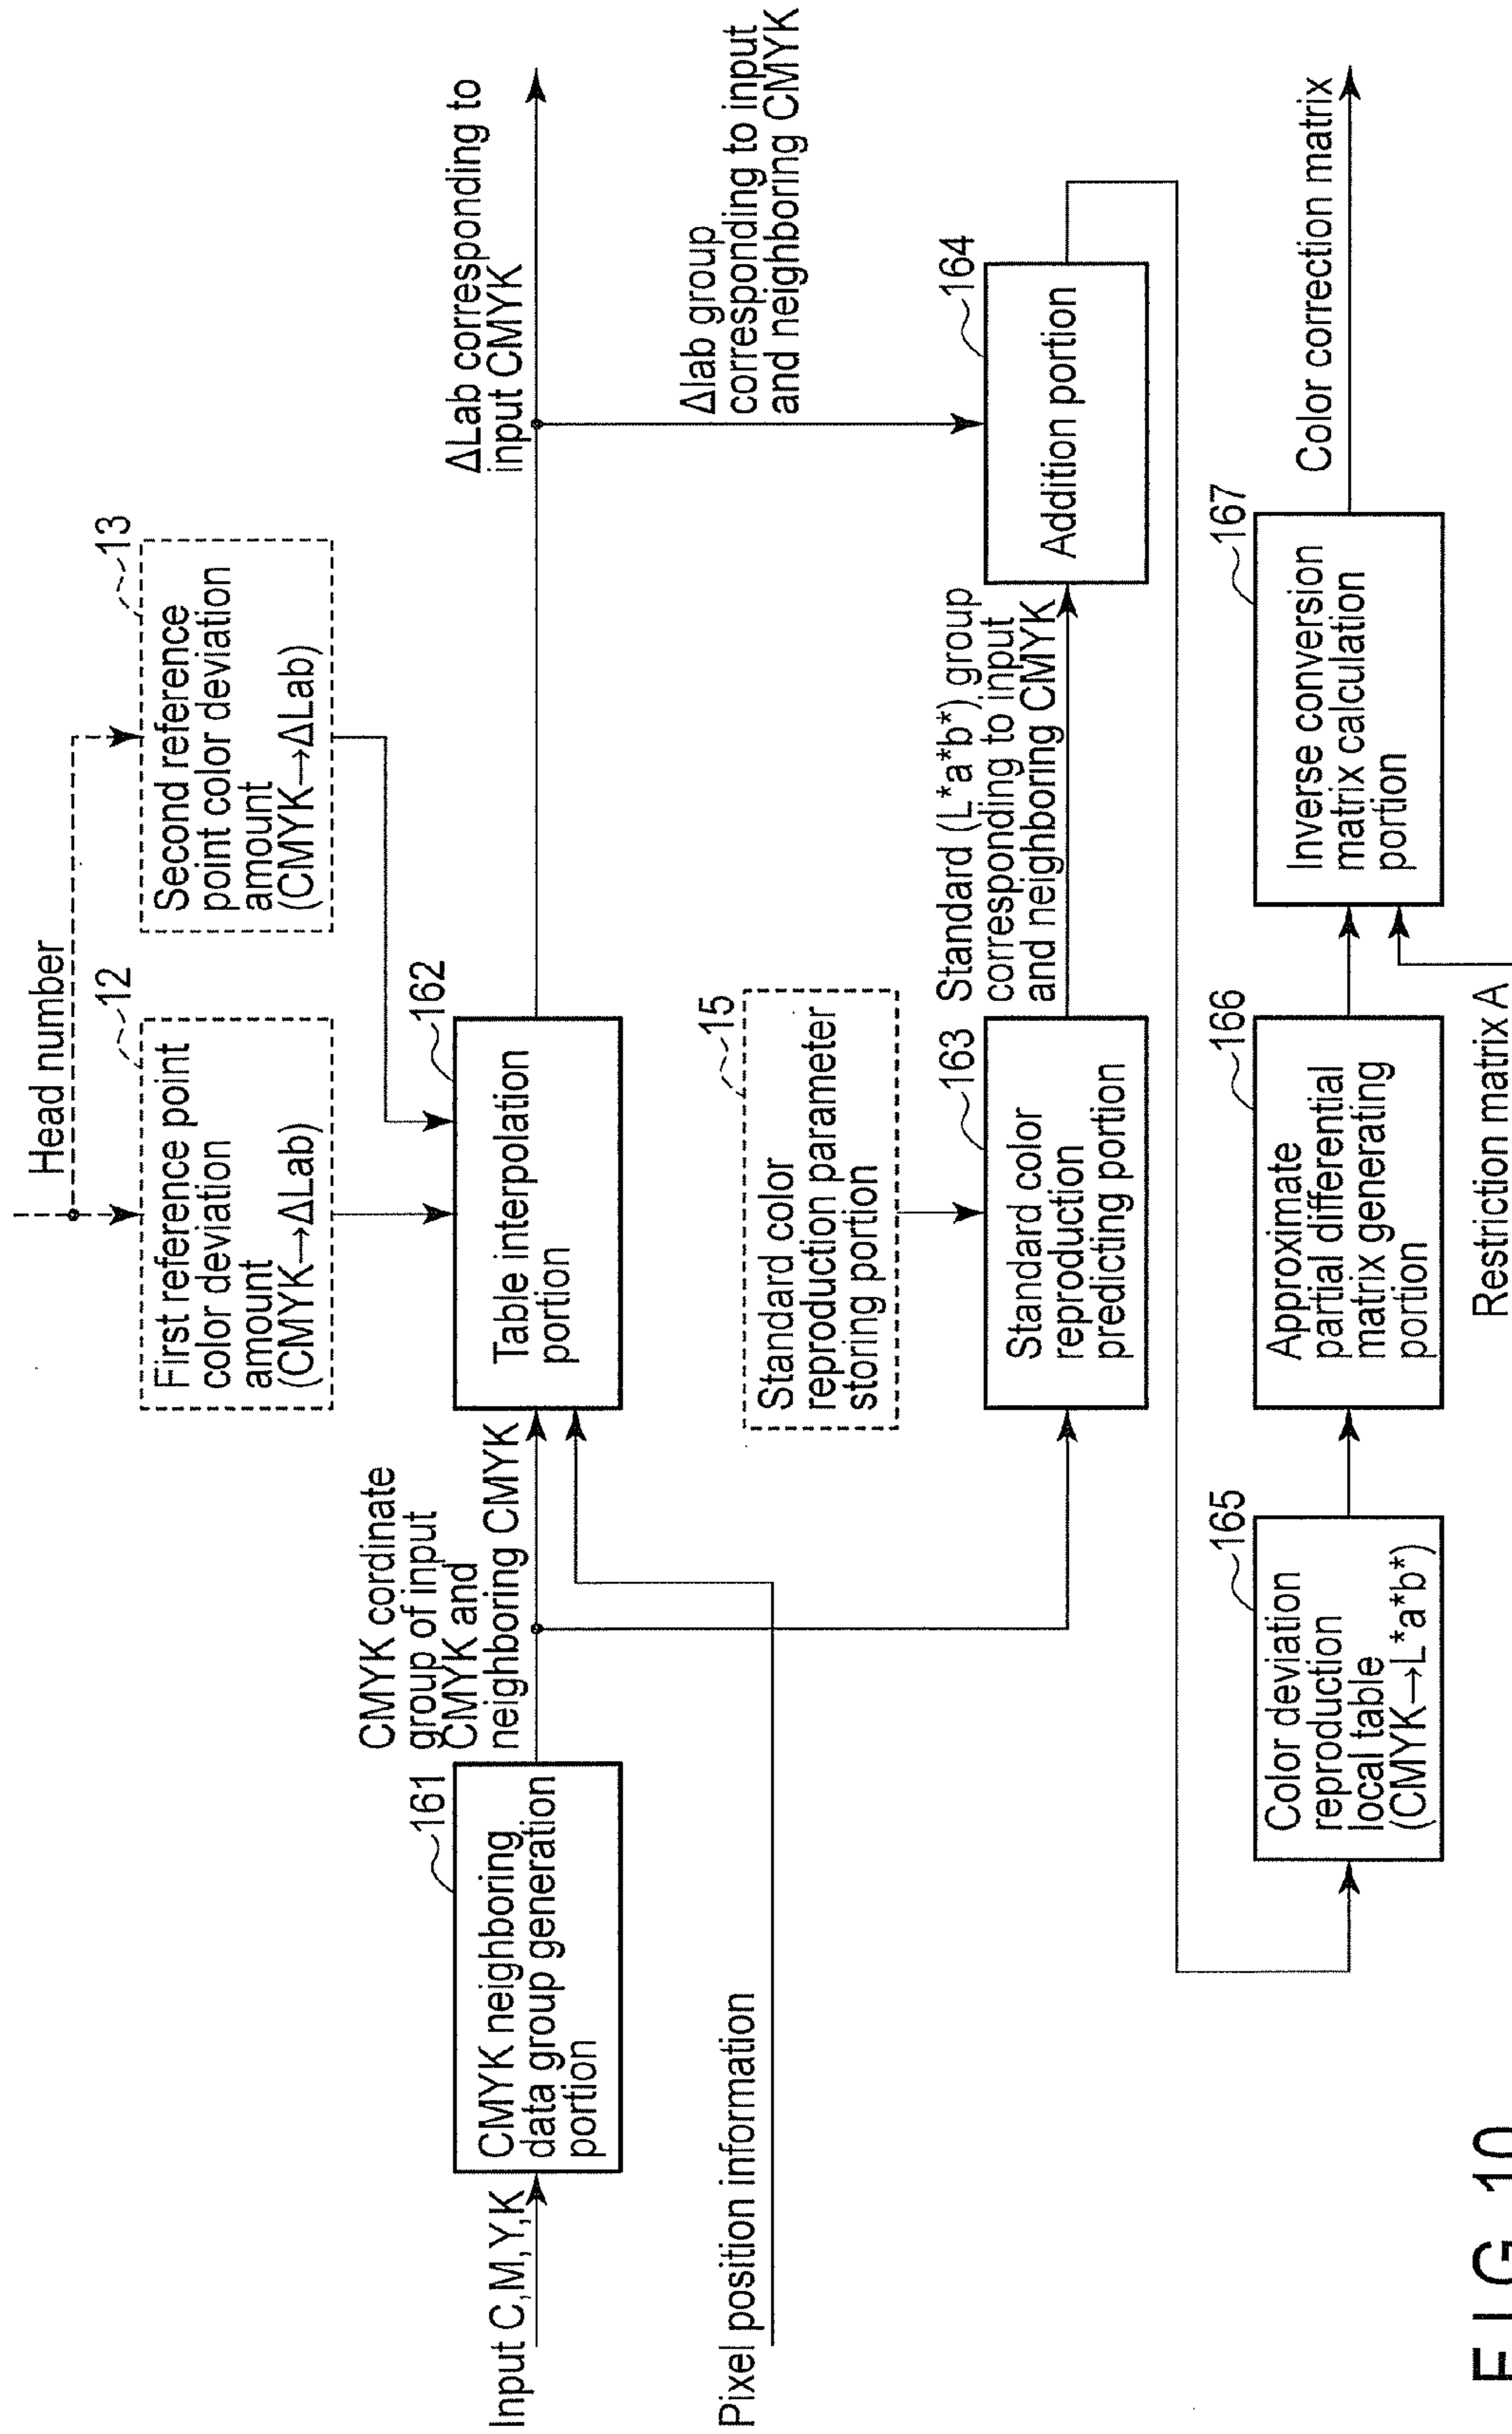 Head number
12
First reference point
color deviation
amount
(CMYK→ΔLab)
13
Second reference
point color deviation
amount
(CMYK→ΔLab)
Input C,M,Y,K
161
CMYK neighboring
data group generation
portion
CMYK cordinate
group of input
CMYK and
neighboring CMYK
162
Table interpolation
portion
ΔLab corresponding to
input CMYK
Δlab group
corresponding to input
and neighboring CMYK
Pixel position information
15
Standard color
reproduction parameter
storing portion
163
Standard color
reproduction
predicting portion
Standard (L*a*b*) group
corresponding to input
and neighboring CMYK
164
Addition portion
165
Color deviation
reproduction
local table
(CMYK→L*a*b*)
166
Approximate
partial differential
matrix generating
portion
167
Inverse conversion
matrix calculation
portion
Color correction matrix
Restriction matrix A
FIG. 10